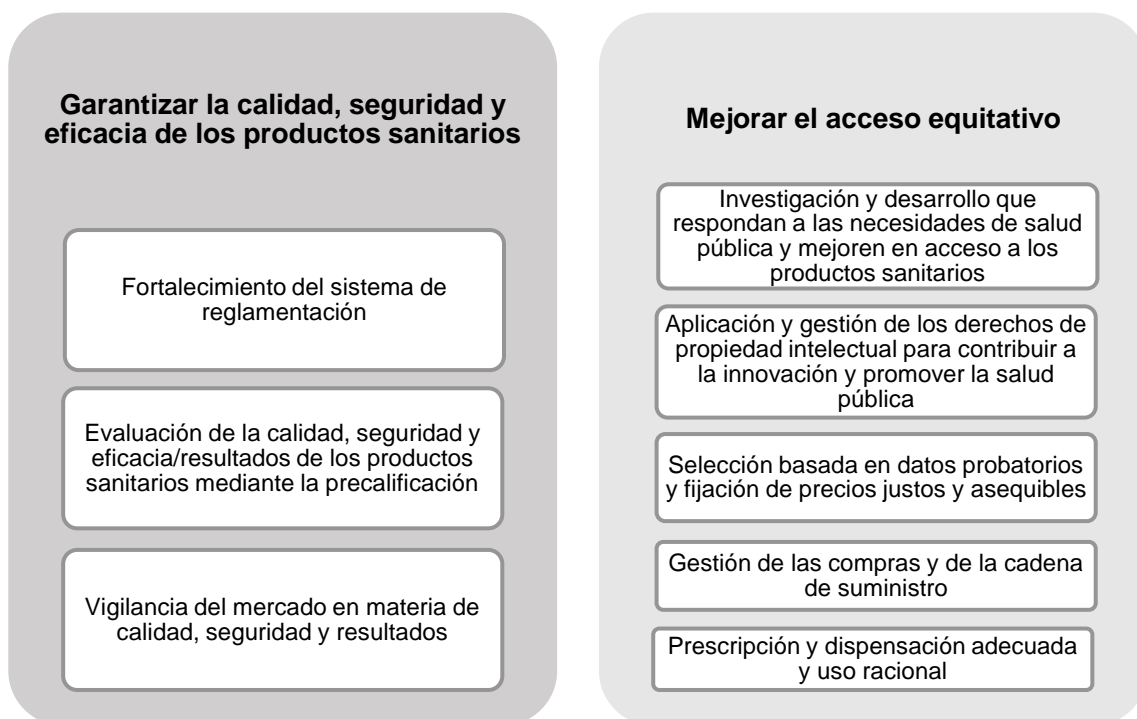 Garantizar la calidad, seguridad y
eficacia de los productos sanitarios
Fortalecimiento del sistema de
reglamentación
Evaluación de la calidad, seguridad y
eficacia/resultados de los productos
sanitarios mediante la precalificación
Vigilancia del mercado en materia de
calidad, seguridad y resultados
Mejorar el acceso equitativo
Investigación y desarrollo que
respondan a las necesidades de salud
pública y mejoren en acceso a los
productos sanitarios
Aplicación y gestión de los derechos de
propiedad intelectual para contribuir a
la innovación y promover la salud
pública
Selección basada en datos probatorios
y fijación de precios justos y asequibles
Gestión de las compras y de la cadena
de suministro
Prescripción y dispensación adecuada
y uso racional